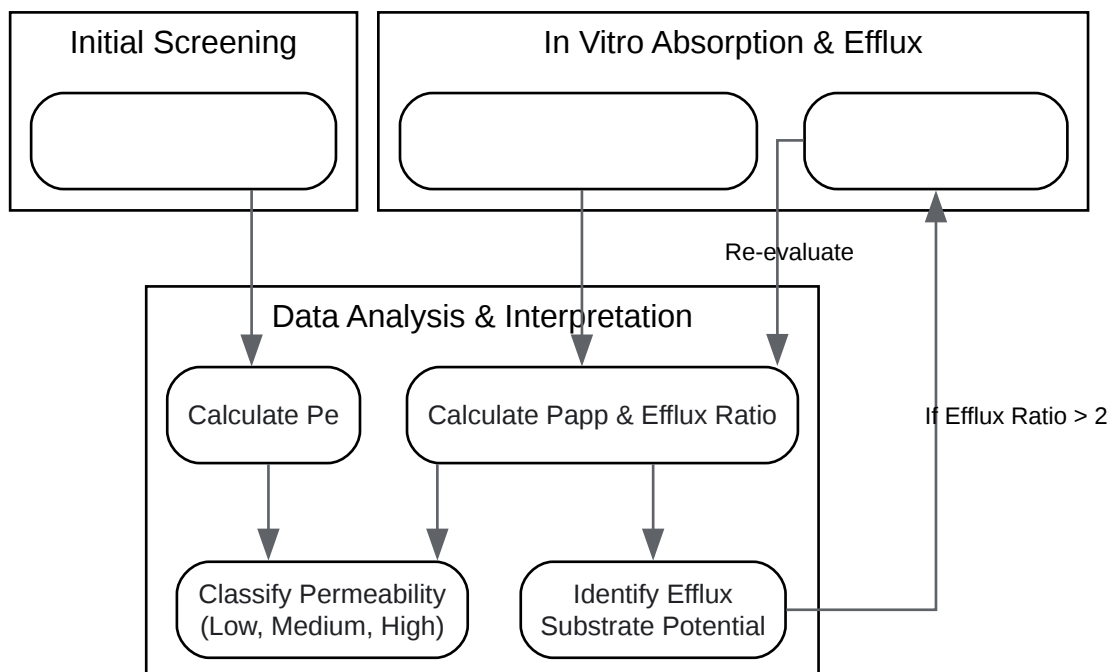 Initial Screening
In Vitro Absorption & Efflux
Re-evaluate
Data Analysis & Interpretation
Calculate Pe
Calculate Papp & Efflux Ratio
If Efflux Ratio > 2
Classify Permeability
(Low, Medium, High)
Identify Efflux
Substrate Potential